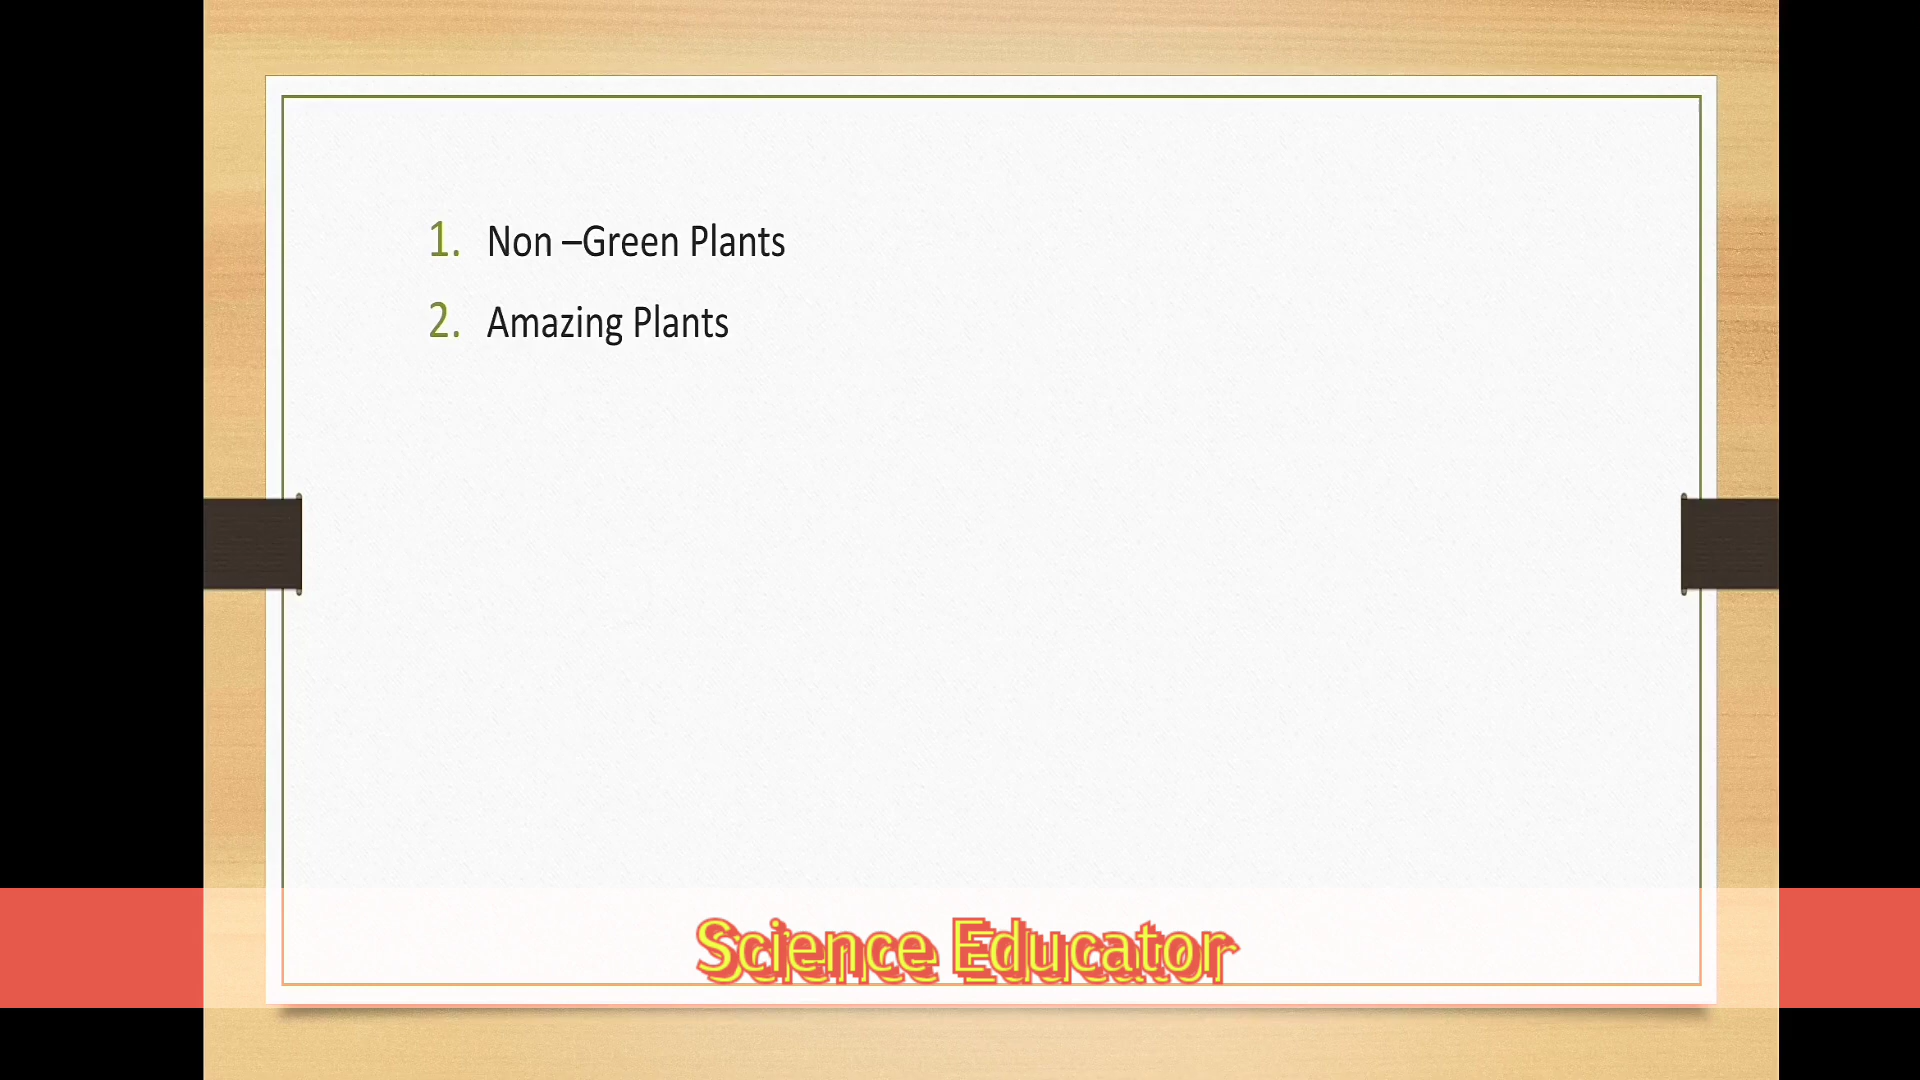 1. Non –Green Plants
2. Amazing Plants
Science Educator